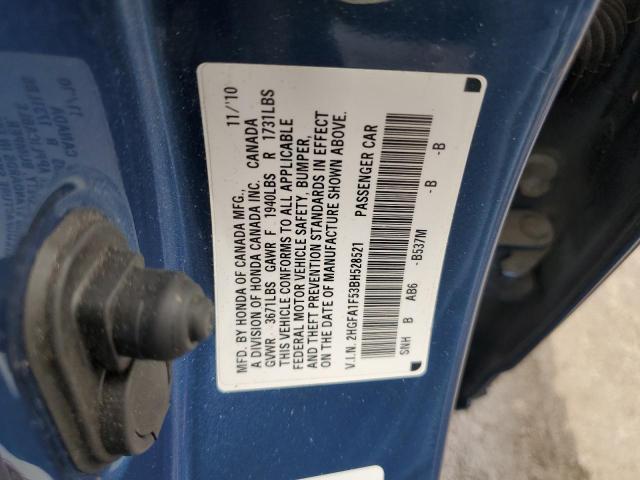 MFD. BY HONDA OF CANADA MFG., 11/'10
A DIVISION OF HONDA CANADA INC. CANADA
GVWR 3671LBS GAWR F 1940LBS R 1731LBS
THIS VEHICLE CONFORMS TO ALL APPLICABLE
FEDERAL MOTOR VEHICLE SAFETY, BUMPER,
AND THEFT PREVENTION STANDARDS IN EFFECT
ON THE DATE OF MANUFACTURE SHOWN ABOVE.
V.I.N. 2HGFA1F53BH528521 PASSENGER CAR
SNH B AB6 -B537M -B -B